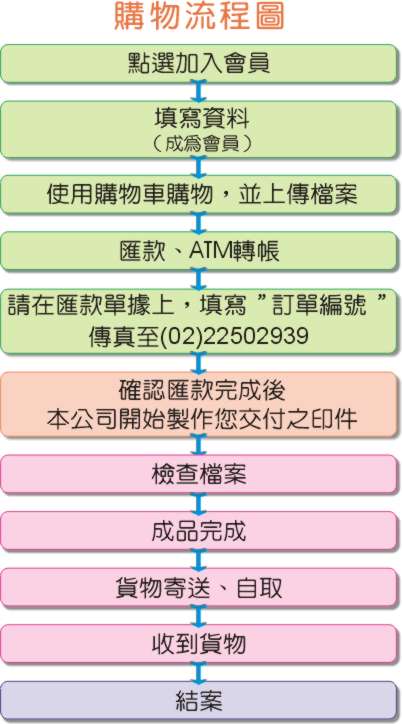 購物流程圖
點選加入會員
填寫資料
（成為會員）
使用購物車購物，並上傳檔案
匯款、ATM轉帳
請在匯款單據上，填寫”訂單編號”
傳真至(02)22502939
確認匯款完成後
本公司開始製作您交付之印件
檢查檔案
成品完成
貨物寄送、自取
收到貨物
結案